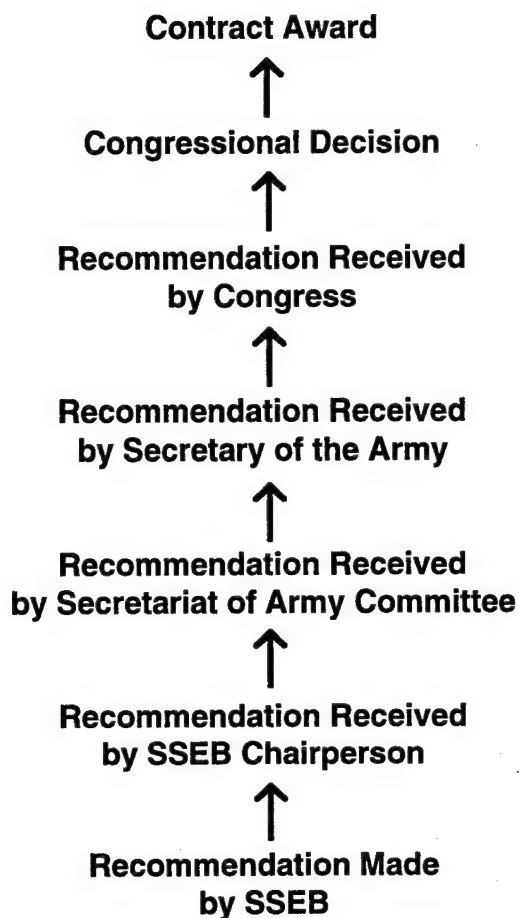 Contract Award
Congressional Decision
Recommendation Received
by Congress
Recommendation Received
by Secretary of the Army
Recommendation Received
by Secretariat of Army Committee
Recommendation Received
by SSEB Chairperson
Recommendation Made
by SSEB